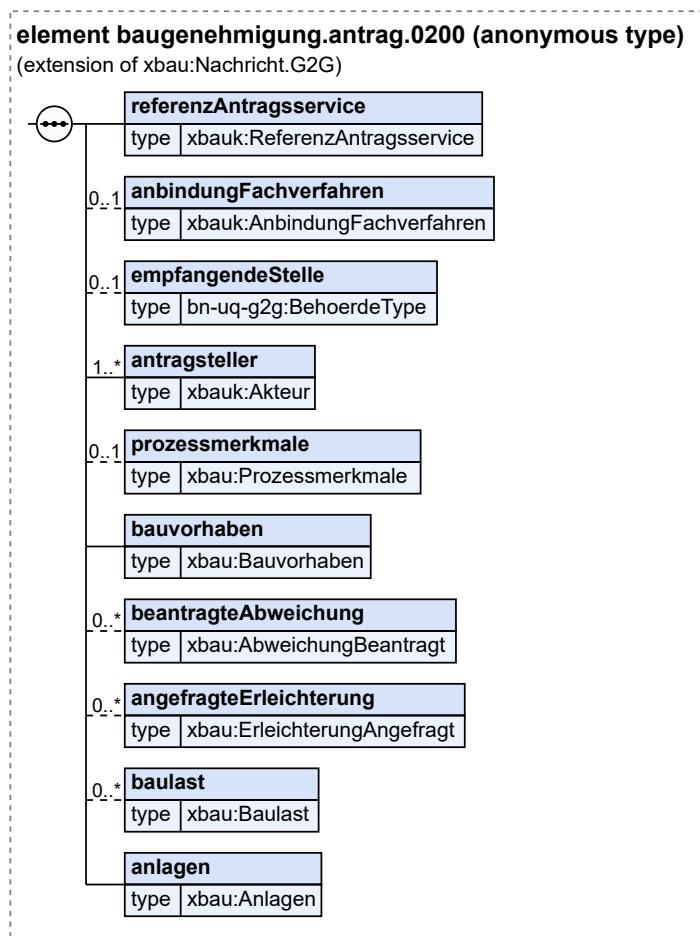 element baugenehmigung.antrag.0200 (anonymous type)
(extension of xbau:Nachricht.G2G)
referenzAntragsservice
type xbauk:ReferenzAntragsservice
0..1 anbindungFachverfahren
type xbauk:AnbindungFachverfahren
0..1 empfangendeStelle
type bn-uq-g2g:BehoerdeType
1..* antragsteller
type xbauk:Akteur
0..1 prozessmerkmale
type xbau:Prozessmerkmale
bauvorhaben
type xbau:Bauvorhaben
0..* beantragteAbweichung
type xbau:AbweichungBeantragt
0..* angefragteErleichterung
type xbau:ErleichterungAngefragt
0..* baulast
type xbau:Baulast
anlagen
type xbau:Anlagen